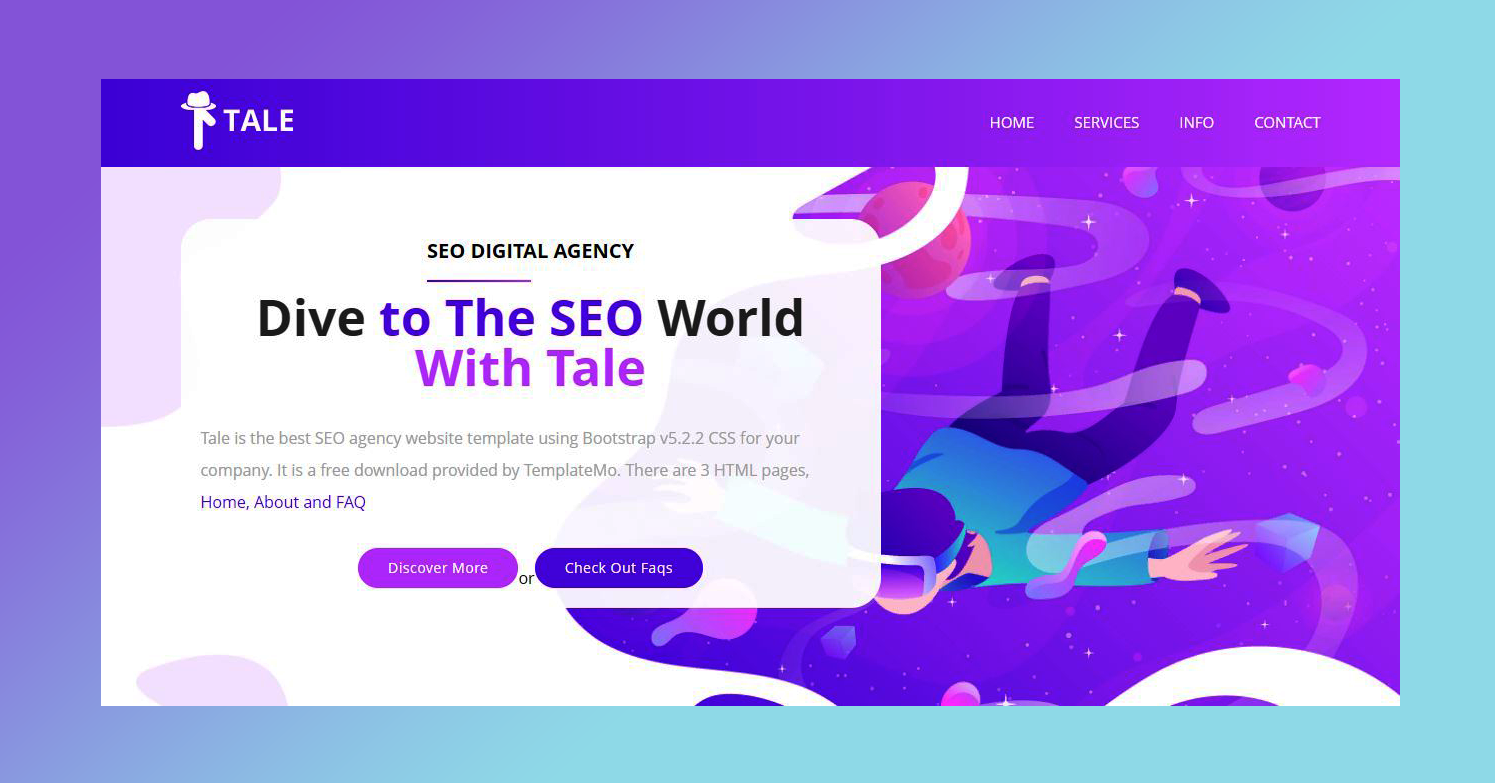 TALE
HOME SERVICES INFO CONTACT
SEO DIGITAL AGENCY
Dive to The SEO World
With Tale
Tale is the best SEO agency website template using Bootstrap v5.2.2 CSS for your
company. It is a free download provided by TemplateMo. There are 3 HTML pages,
Home, About and FAQ
Discover More or Check Out Faqs